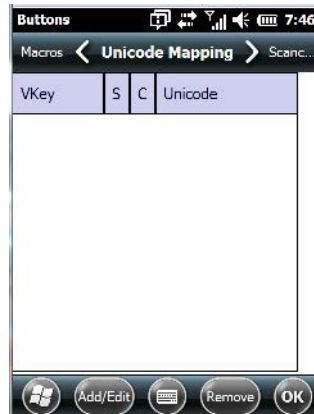 Buttons 7:46
Macros Unicode Mapping Scanc...
VKey S C Unicode
Add/Edit Remove OK